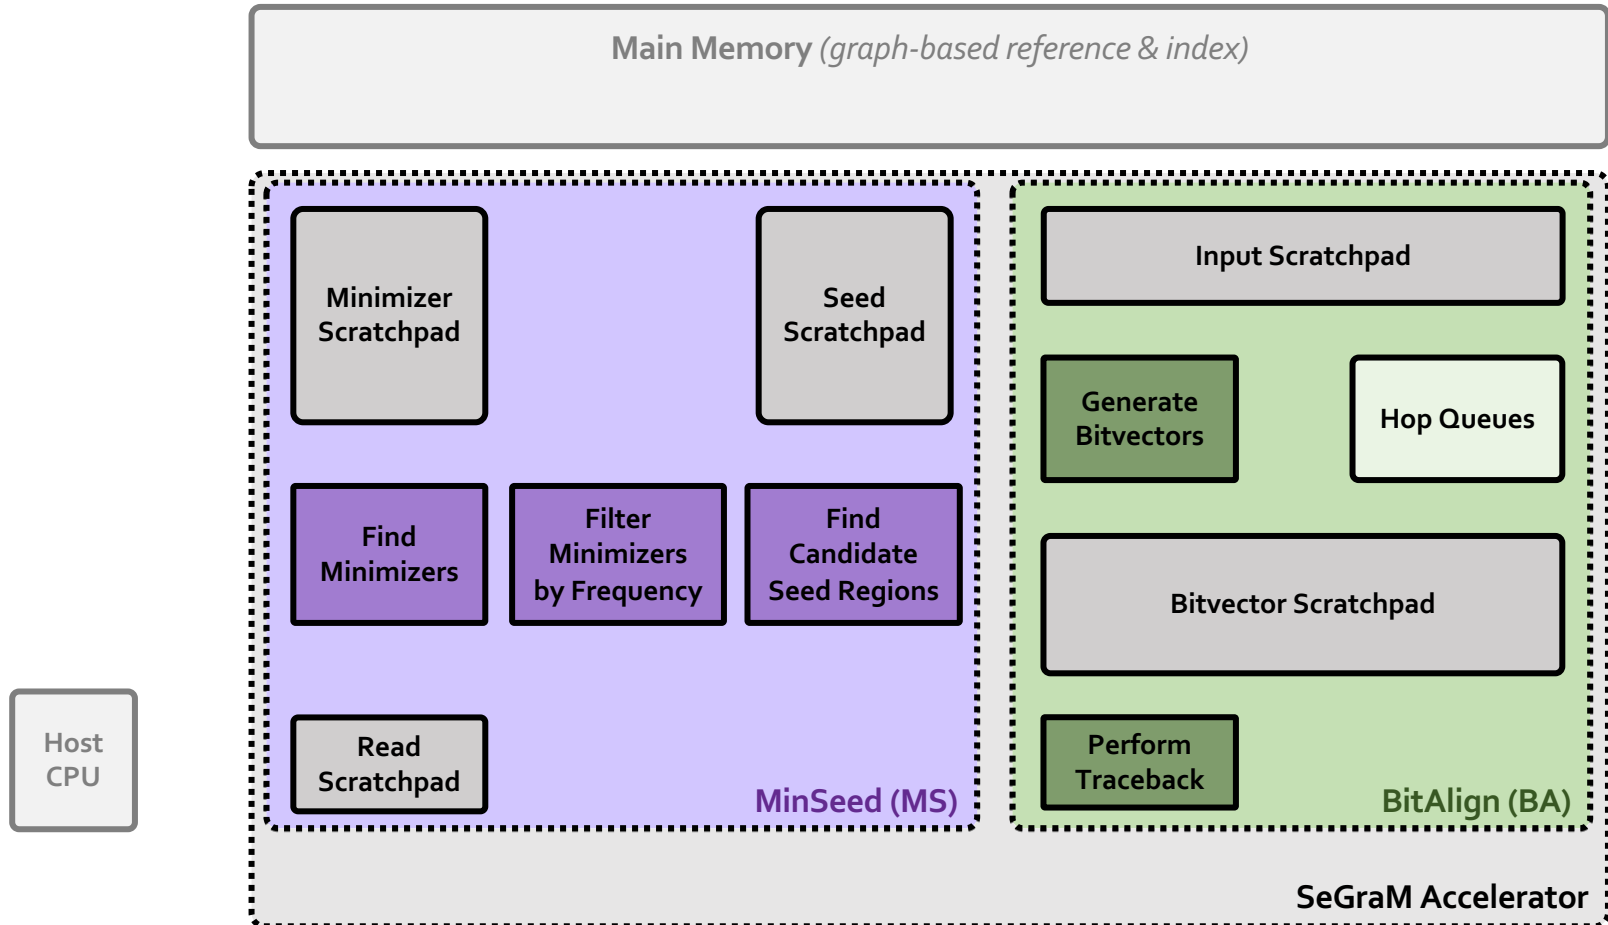 Main Memory (graph-based reference & index)
Minimizer
Scratchpad
Seed
Scratchpad
Find
Minimizers
Filter
Minimizers
by Frequency
Find
Candidate
Seed Regions
Read
Scratchpad
MinSeed (MS)
Input Scratchpad
Generate
Bitvectors
Hop Queues
Bitvector Scratchpad
Perform
Traceback
BitAlign (BA)
Host
CPU
SeGraM Accelerator